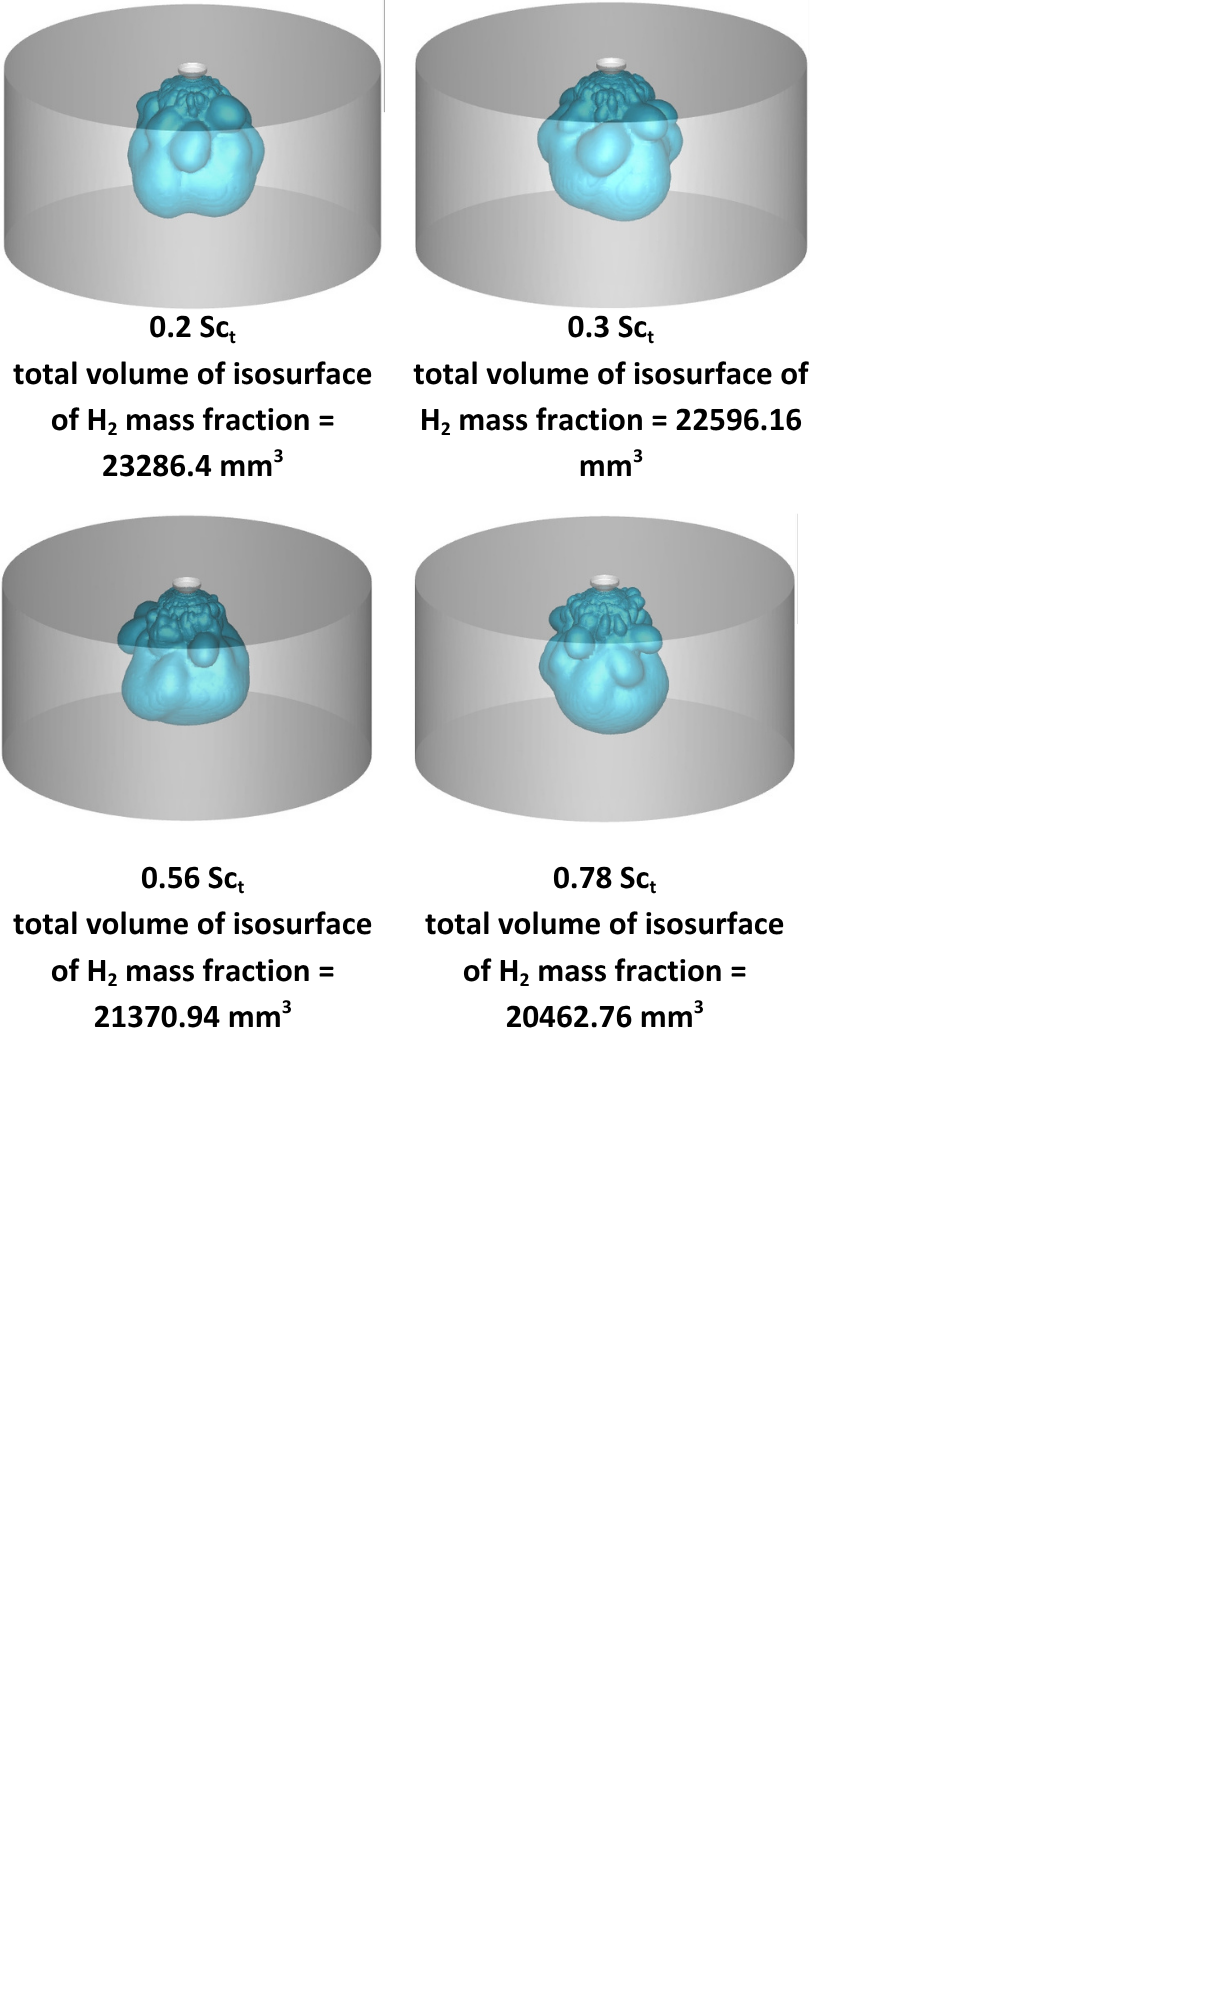 0.2 Sct
total volume of isosurface
of H2 mass fraction =
23286.4 mm3
0.3 Sct
total volume of isosurface of
H2 mass fraction = 22596.16
mm3
0.56 Sct
total volume of isosurface
of H2 mass fraction =
21370.94 mm3
0.78 Sct
total volume of isosurface
of H2 mass fraction =
20462.76 mm3